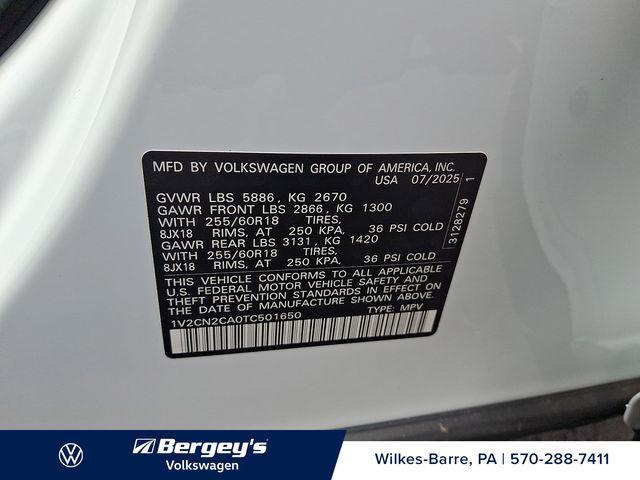 MFD BY VOLKSWAGEN GROUP OF AMERICA, INC.
USA 07/2025
GVWR LBS 5886, KG 2670
GAWR FRONT LBS 2866, KG 1300
WITH 255/60R18 TIRES,
8JX18 RIMS, AT 250 KPA, 36 PSI COLD
GAWR REAR LBS 3131, KG 1420
WITH 255/60R18 TIRES,
8JX18 RIMS, AT 250 KPA, 36 PSI COLD
THIS VEHICLE CONFORMS TO ALL APPLICABLE
U.S. FEDERAL MOTOR VEHICLE SAFETY, BUMPER AND
THEFT PREVENTION STANDARDS IN EFFECT ON
THE DATE OF MANUFACTURE SHOWN ABOVE.
1V2CN2CA0TC501650 TYPE: MPV
3128279 1
Bergey's
Volkswagen
Wilkes-Barre, PA | 570-288-7411